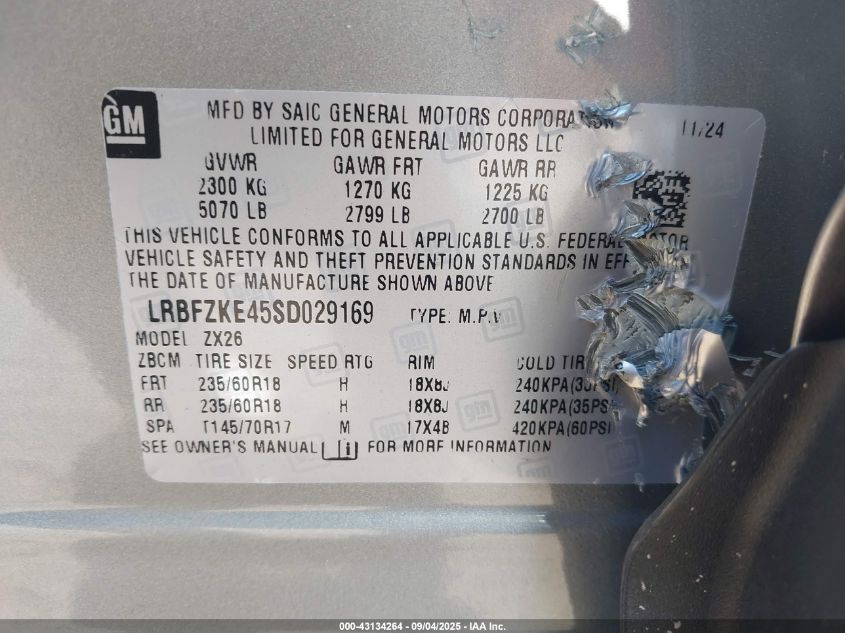 GM
MFD BY SAIC GENERAL MOTORS CORPORATION
11/24
LIMITED FOR GENERAL MOTORS LLC
GVWR GAWR FRT GAWR RR
2300 KG 1270 KG 1225 KG
5070 LB 2799 LB 2700 LB
THIS VEHICLE CONFORMS TO ALL APPLICABLE U.S. FEDERAL MOTOR
VEHICLE SAFETY AND THEFT PREVENTION STANDARDS IN EFF
THE DATE OF MANUFACTURE SHOWN ABOVE
LRBFZKE45SD029169 TYPE: M.P.V
MODEL ZX26
ZBCM TIRE SIZE SPEED RTG RIM COLD TIR
FRT 235/60R18 H 18X8J 240KPA(35PSI
RR 235/60R18 H 18X8J 240KPA(35PS
SPA T145/70R17 M 17X4B 420KPA(60PSI
SEE OWNER'S MANUAL i FOR MORE INFORMATION
000-43134264 - 09/04/2025 - IAA Inc.